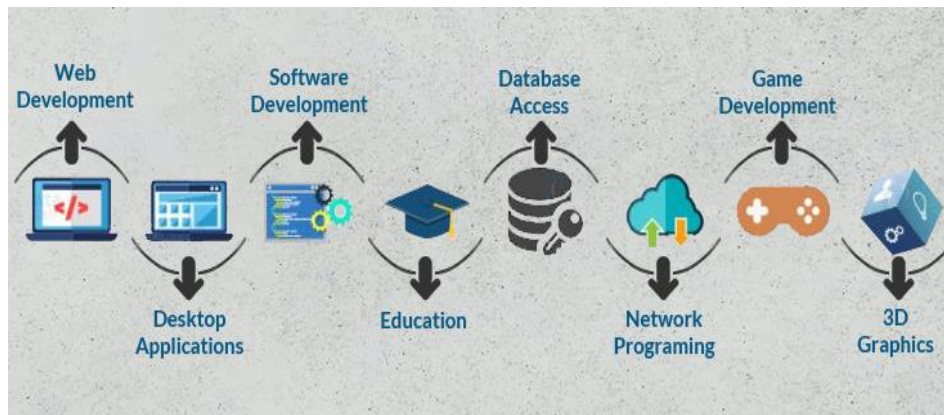 Web
Development
Desktop
Applications
Software
Development
Education
Database
Access
Network
Programing
Game
Development
3D
Graphics
</>